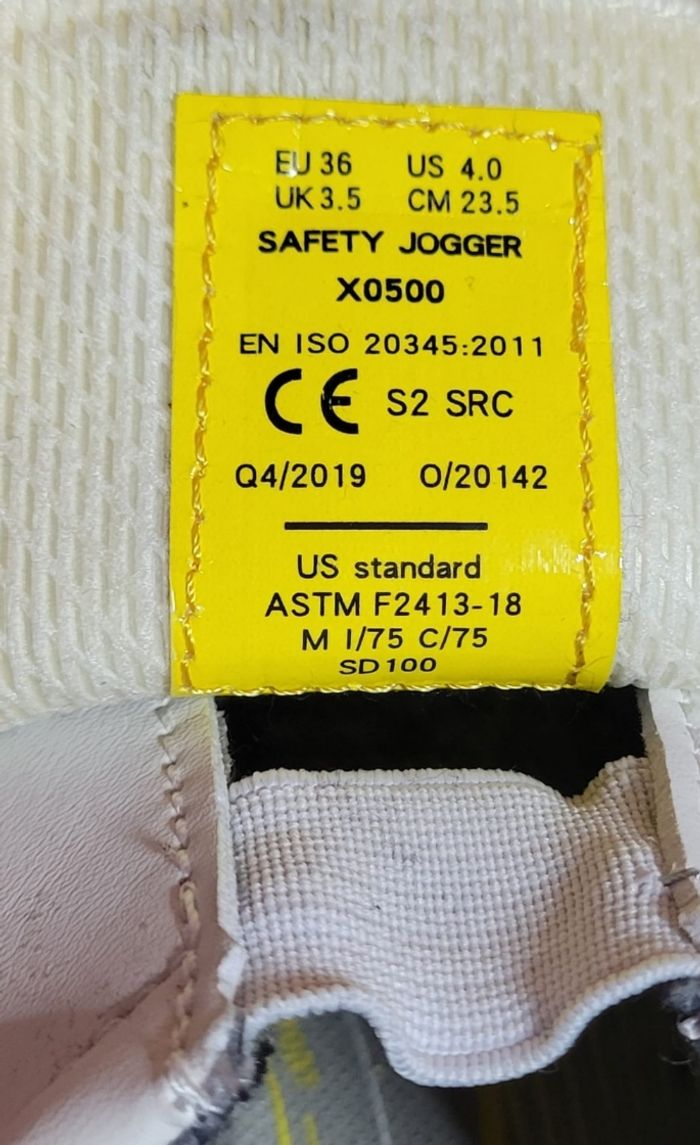 EU 36 US 4.0
UK 3.5 CM 23.5
SAFETY JOGGER
X0500
EN ISO 20345:2011
CE S2 SRC
Q4/2019 O/20142
US standard
ASTM F2413-18
M I/75 C/75
SD100